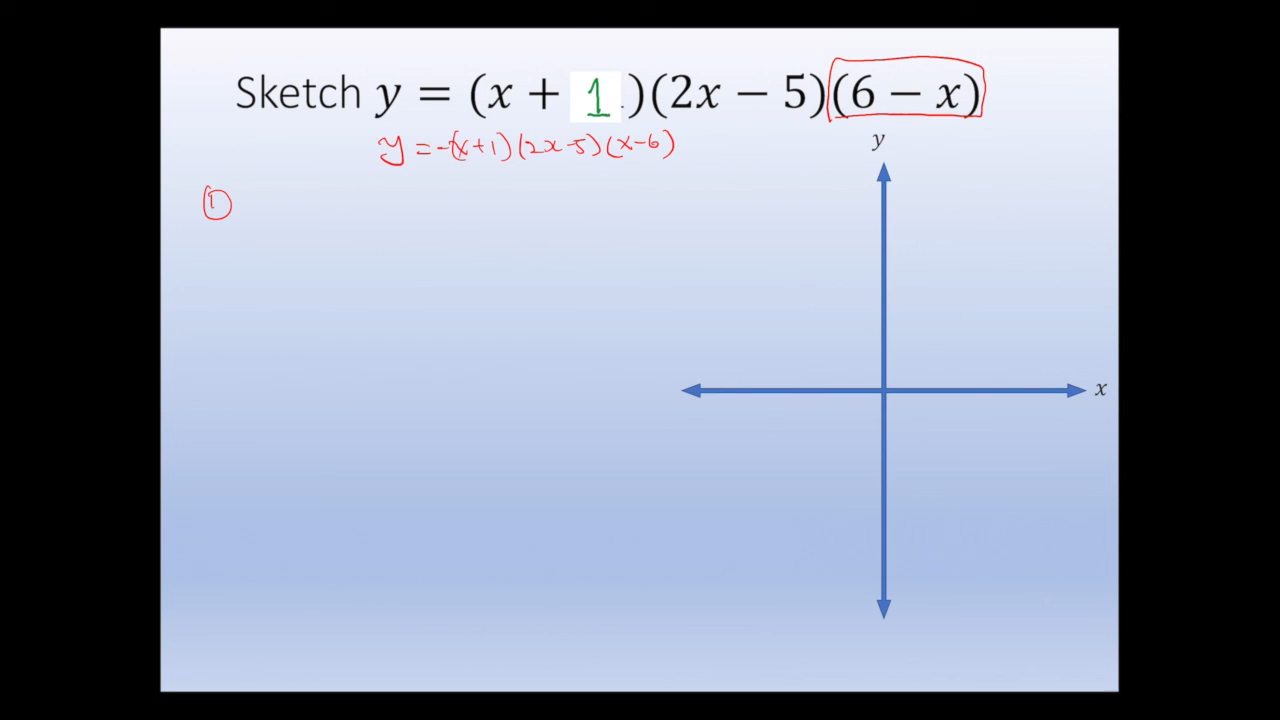 Sketch y = (x + 1)(2x − 5)(6 − x)
y = -(x+1)(2x-5)(x-6)
y
①
x